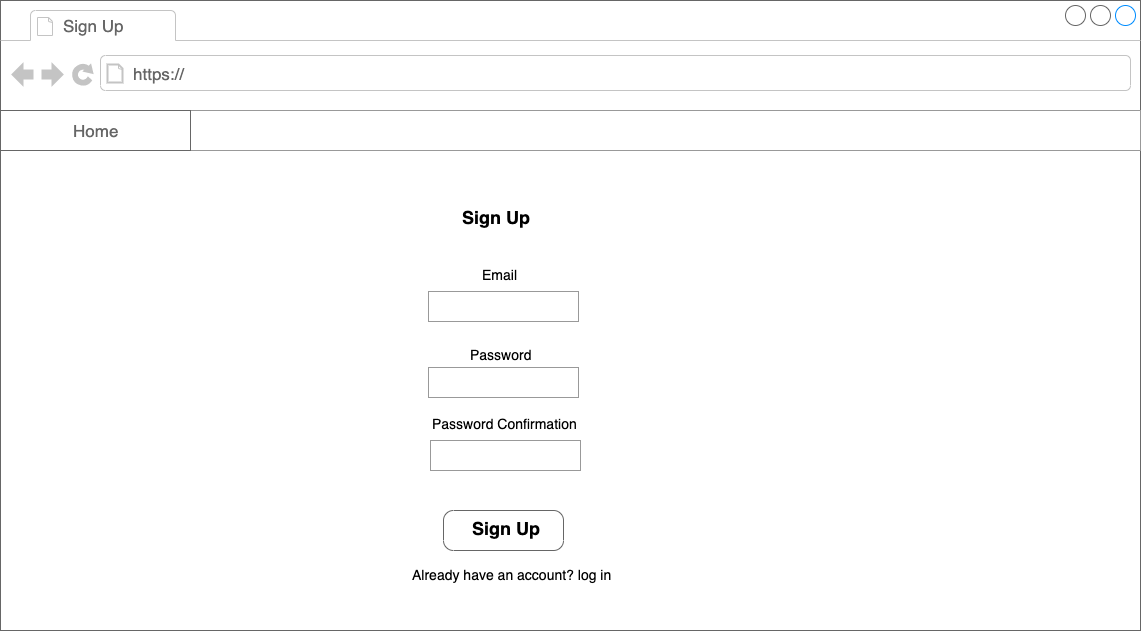 Sign Up
https://
Home
Sign Up
Email
Password
Password Confirmation
Sign Up
Already have an account? log in